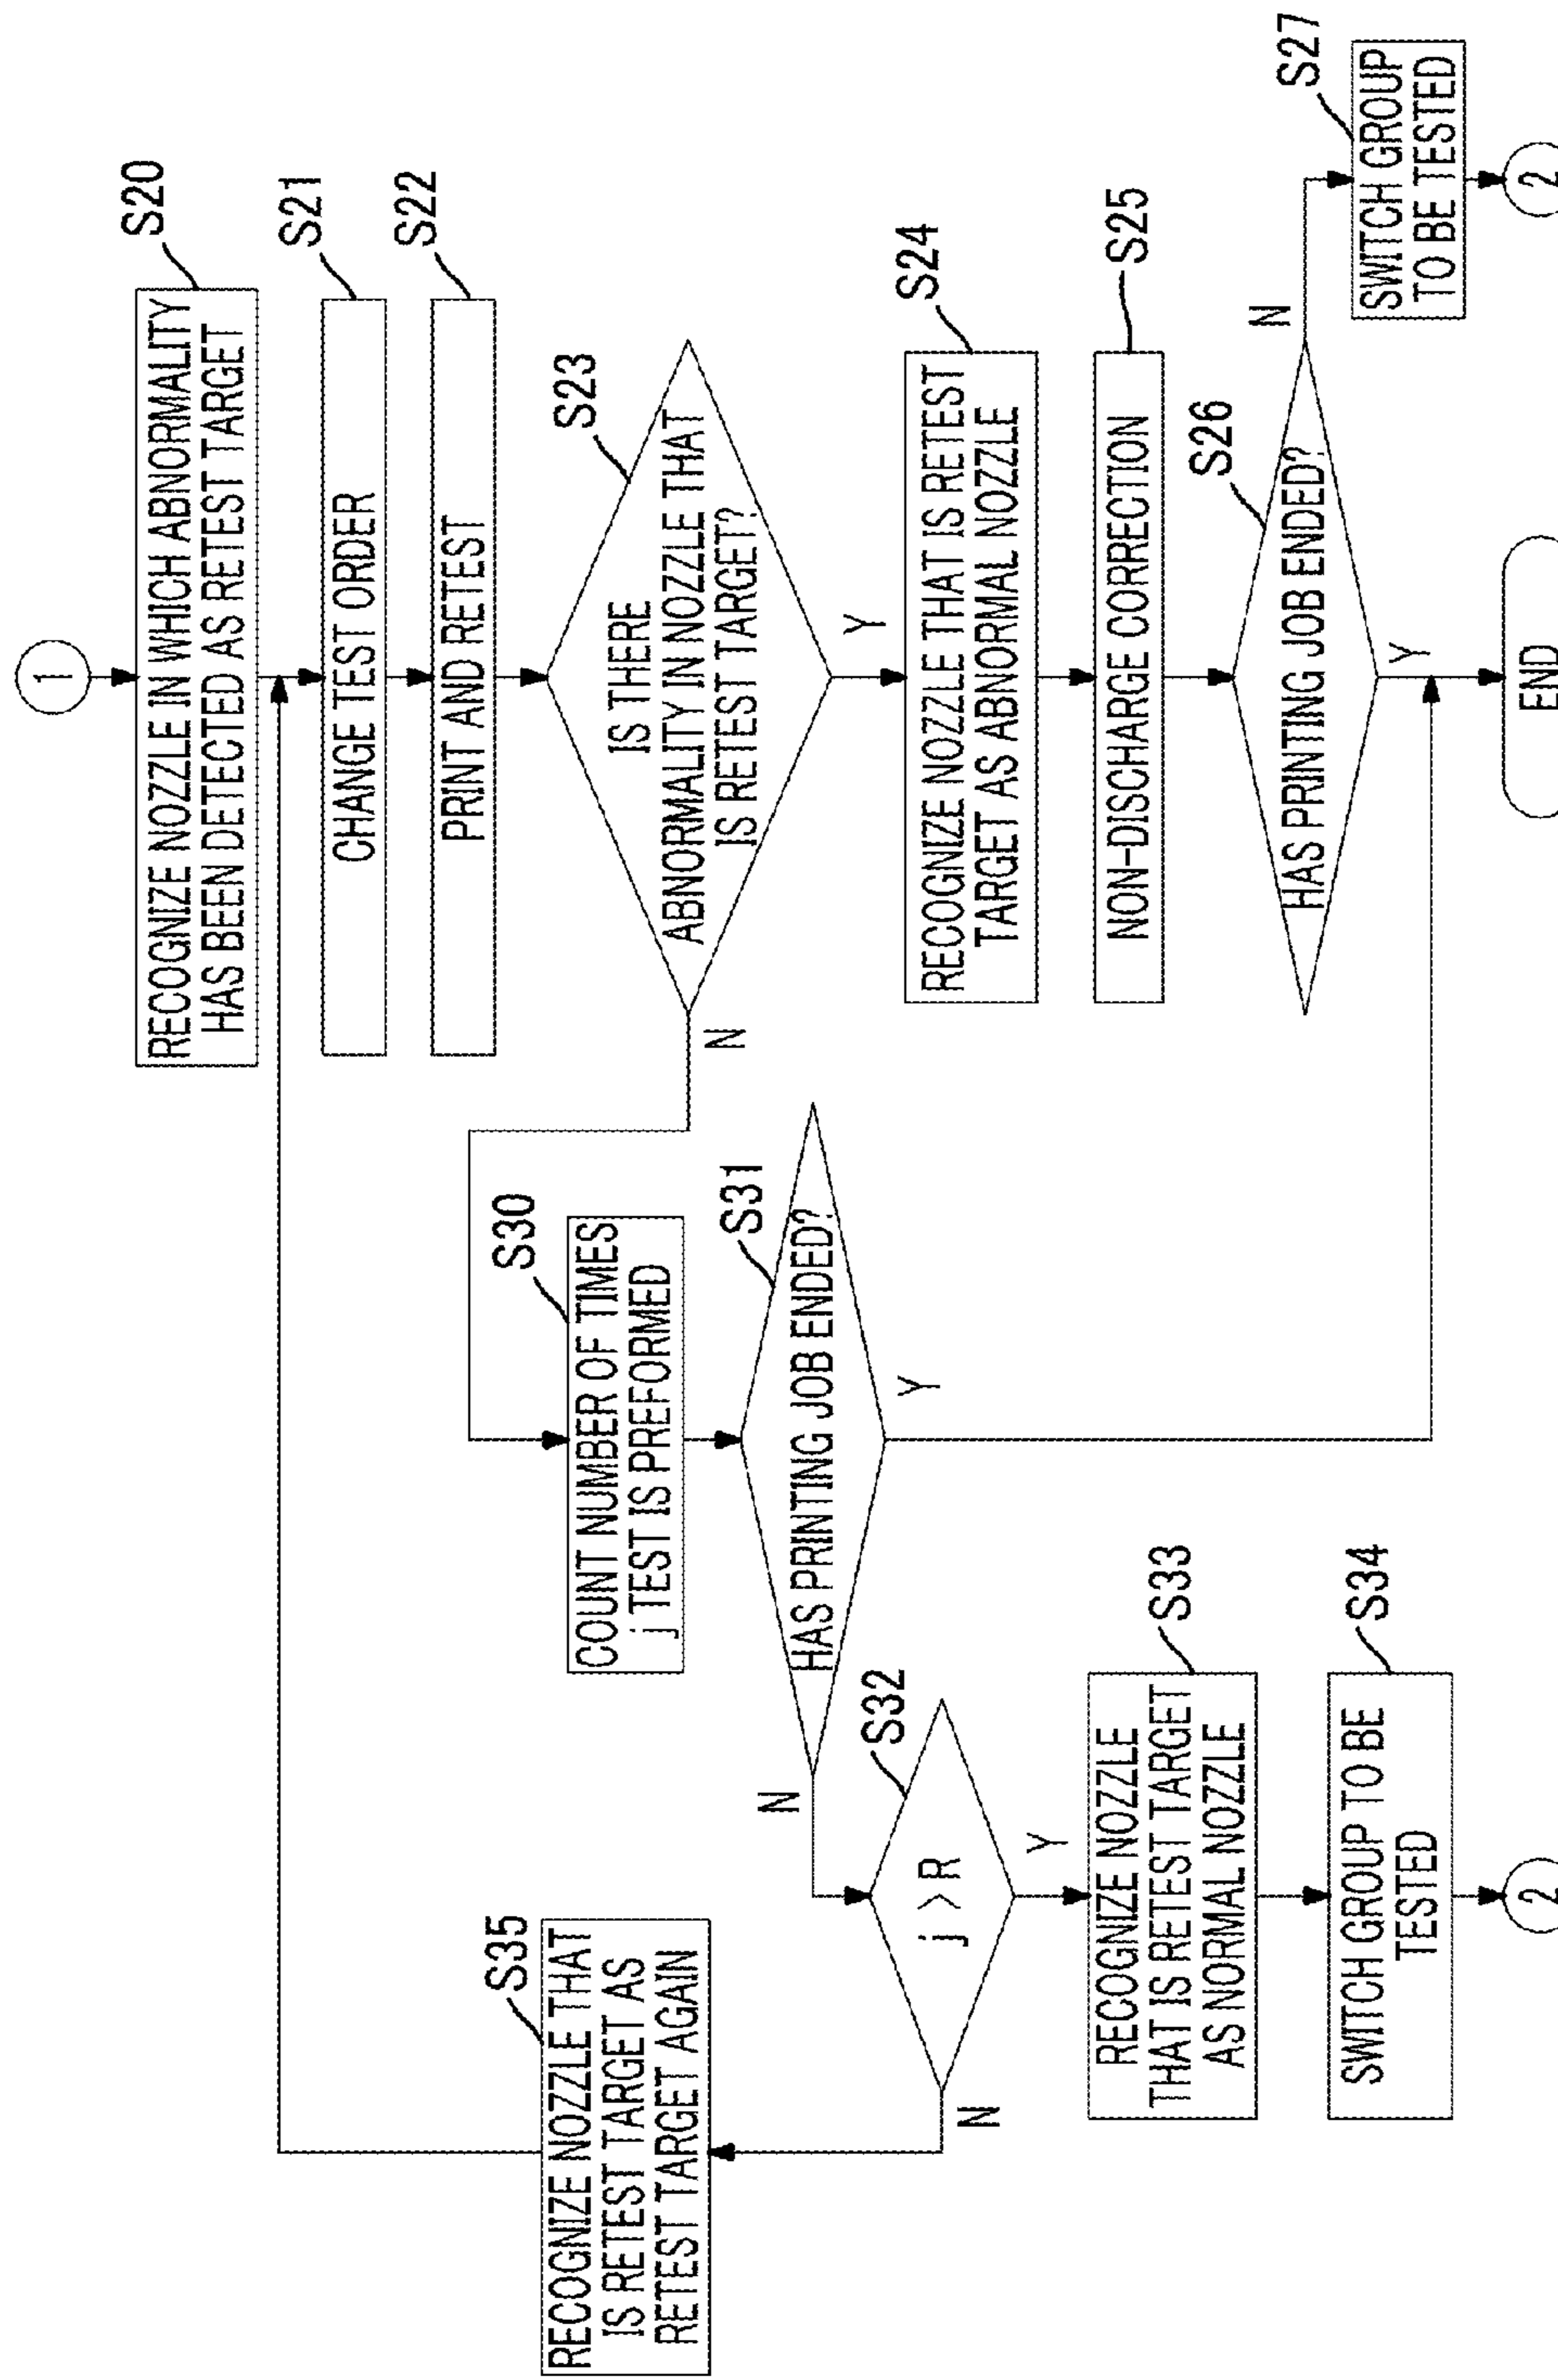 1
S20
RECOGNIZE NOZZLE IN WHICH ABNORMALITY
HAS BEEN DETECTED AS RETEST TARGET
S21
CHANGE TEST ORDER
S22
PRINT AND RETEST
S23
IS THERE
ABNORMALITY IN NOZZLE THAT
IS RETEST TARGET?
N
Y
S24
RECOGNIZE NOZZLE THAT IS RETEST
TARGET AS ABNORMAL NOZZLE
S25
NON-DISCHARGE CORRECTION
S26
HAS PRINTING JOB ENDED?
N
Y
S27
SWITCH GROUP
TO BE TESTED
2
END
S30
COUNT NUMBER OF TIMES
j TEST IS PREFORMED
S31
HAS PRINTING JOB ENDED?
N
Y
S32
j > R
N
Y
S33
RECOGNIZE NOZZLE
THAT IS RETEST TARGET
AS NORMAL NOZZLE
S34
SWITCH GROUP TO BE
TESTED
2
S35
RECOGNIZE NOZZLE THAT
IS RETEST TARGET AS
RETEST TARGET AGAIN